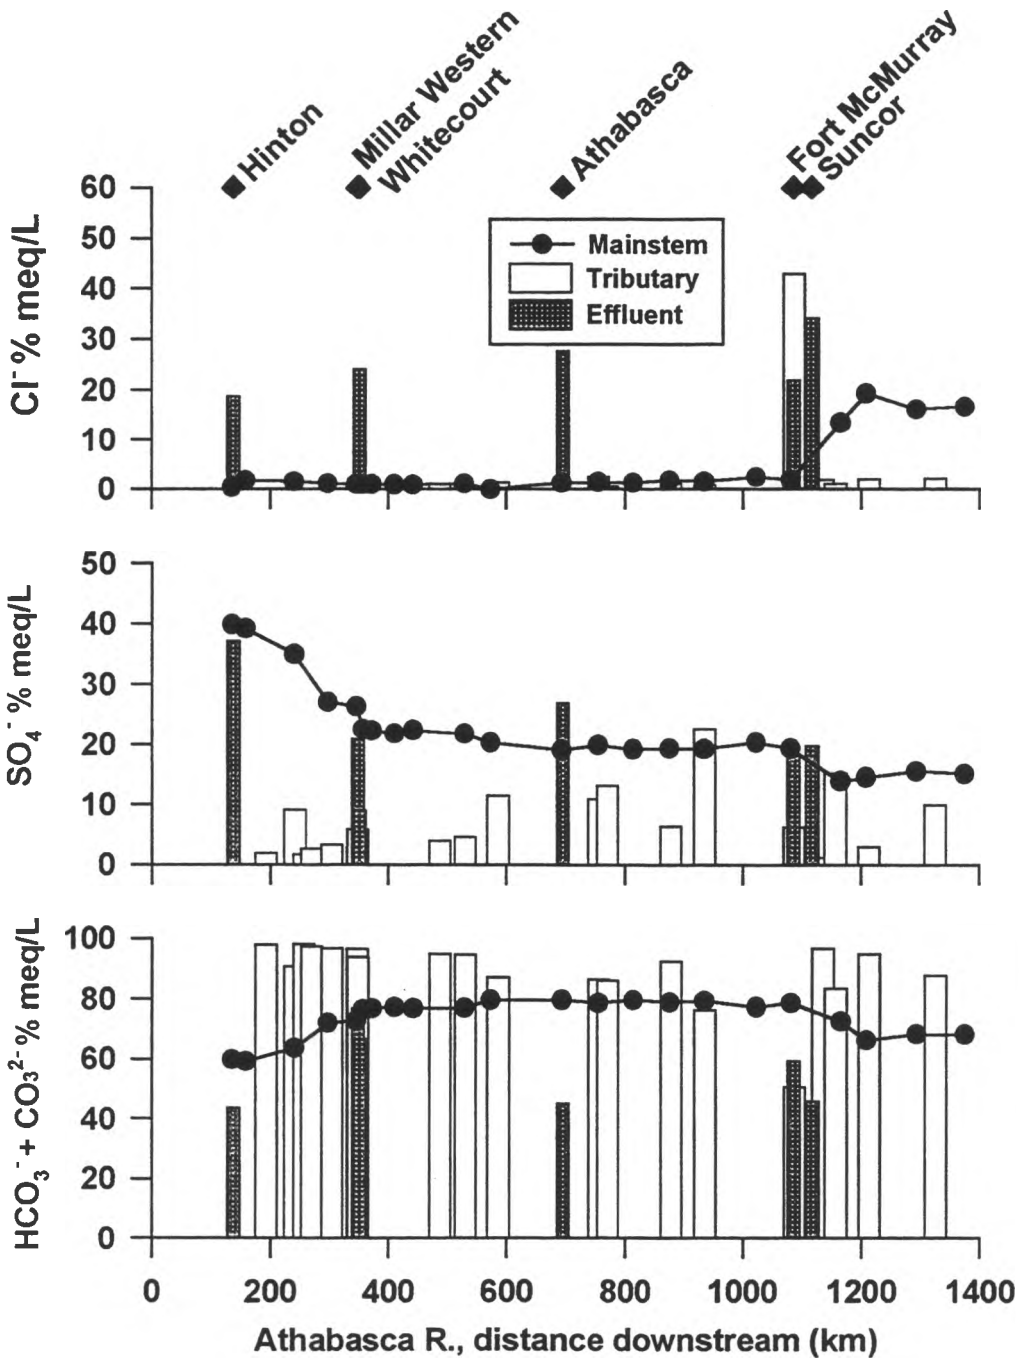 Hinton
Millar Western
Whitecourt
Athabasca
Fort McMurray
Suncor
Cl⁻ % meq/L
60
50
40
30
20
10
0
Mainstem
Tributary
Effluent
SO₄⁻ % meq/L
50
40
30
20
10
0
HCO₃⁻ + CO₃²⁻ % meq/L
100
80
60
40
20
0
0 200 400 600 800 1000 1200 1400
Athabasca R., distance downstream (km)